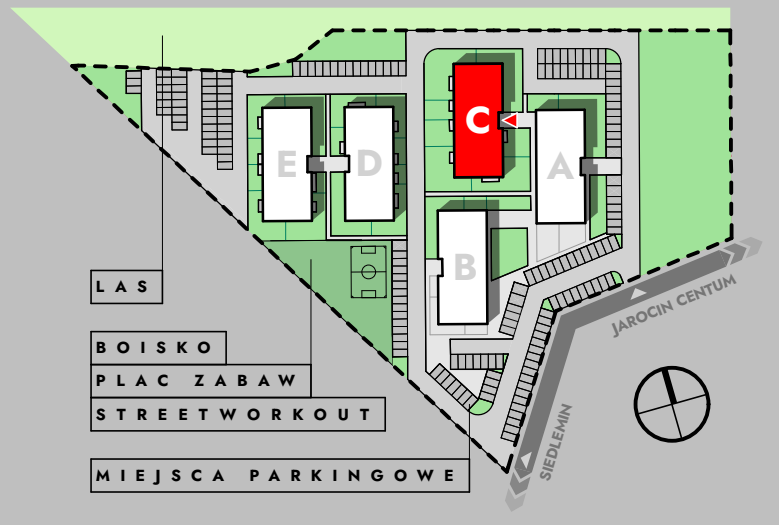 C
E
D
A
B
LAS
BOISKO
PLAC ZABAW
STREETWORKOUT
MIEJSCA PARKINGOWE
JAROCIN CENTUM
SIEDLEMIN